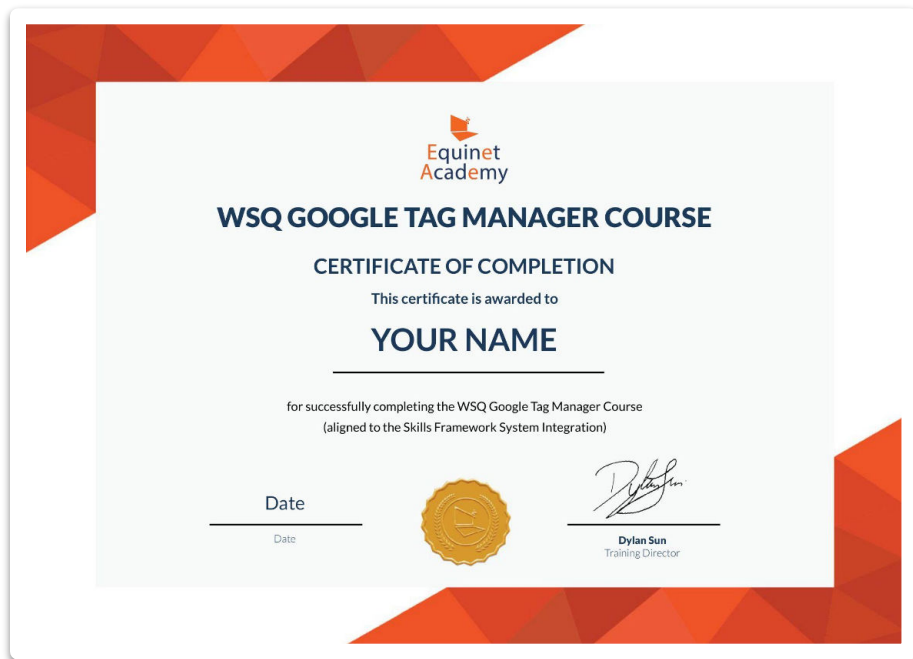 Equinet
Academy
WSQ GOOGLE TAG MANAGER COURSE
CERTIFICATE OF COMPLETION
This certificate is awarded to
YOUR NAME
for successfully completing the WSQ Google Tag Manager Course
(aligned to the Skills Framework System Integration)
Date
Date
Dylan Sun
Dylan Sun
Training Director